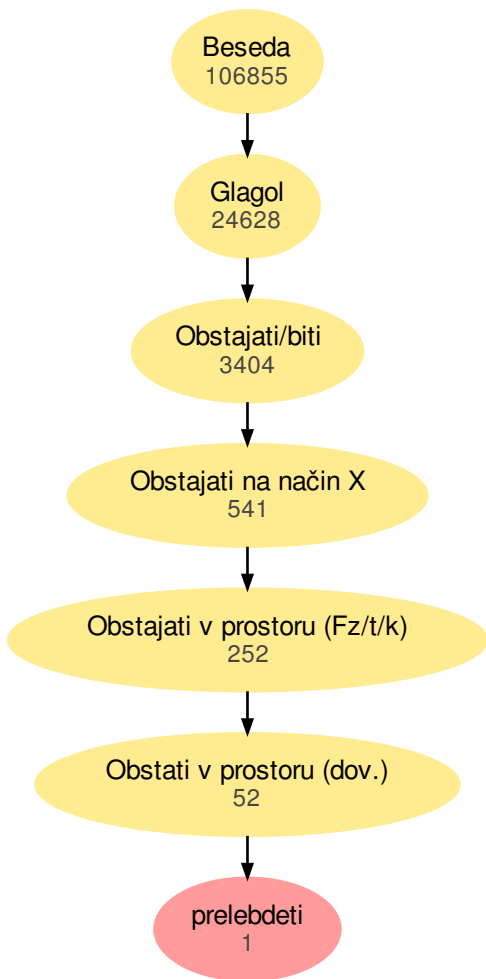 Beseda
106855
Glagol
24628
Obstajati/biti
3404
Obstajati na način X
541
Obstajati v prostoru (Fz/t/k)
252
Obstati v prostoru (dov.)
52
prelebdeti
1